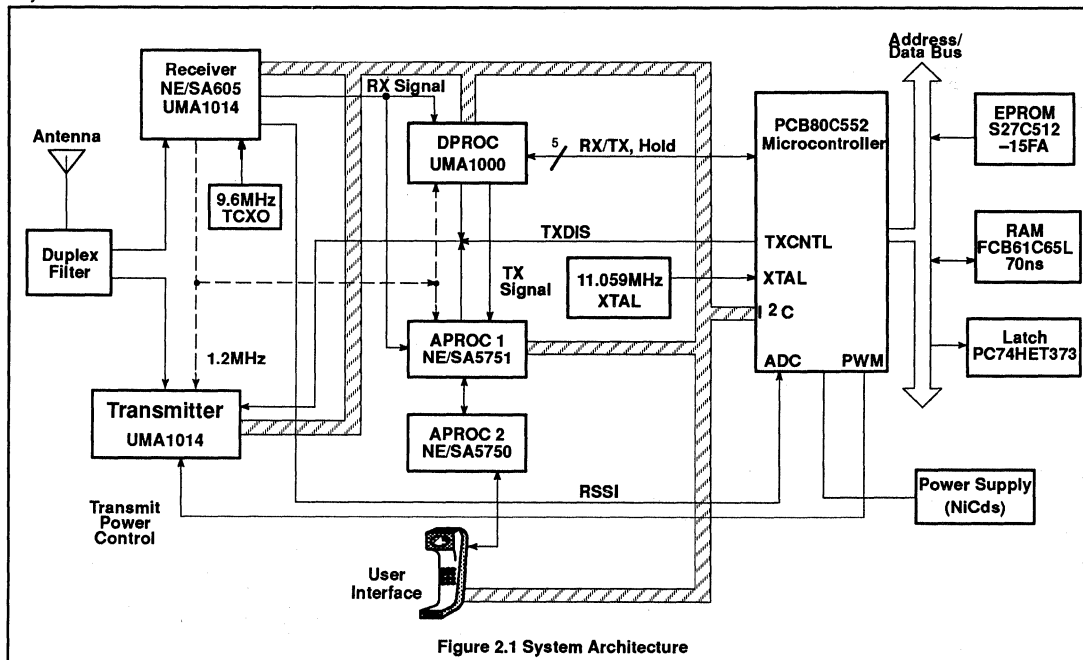 Address/
Data Bus
Receiver
NE/SA605
UMA1014
RX Signal
Antenna
DPROC
UMA1000
5
RX/TX, Hold
PCB80C552
Microcontroller
EPROM
S27C512
–15FA
9.6MHz
TCXO
Duplex
Filter
TXDIS
TXCNTL
RAM
FCB61C65L
70ns
TX
Signal
11.059MHz
XTAL
XTAL
I2C
1.2MHz
APROC 1
NE/SA5751
Latch
PC74HET373
ADC
PWM
Transmitter
UMA1014
APROC 2
NE/SA5750
RSSI
Power Supply
(NiCds)
Transmit
Power
Control
User
Interface
Figure 2.1 System Architecture